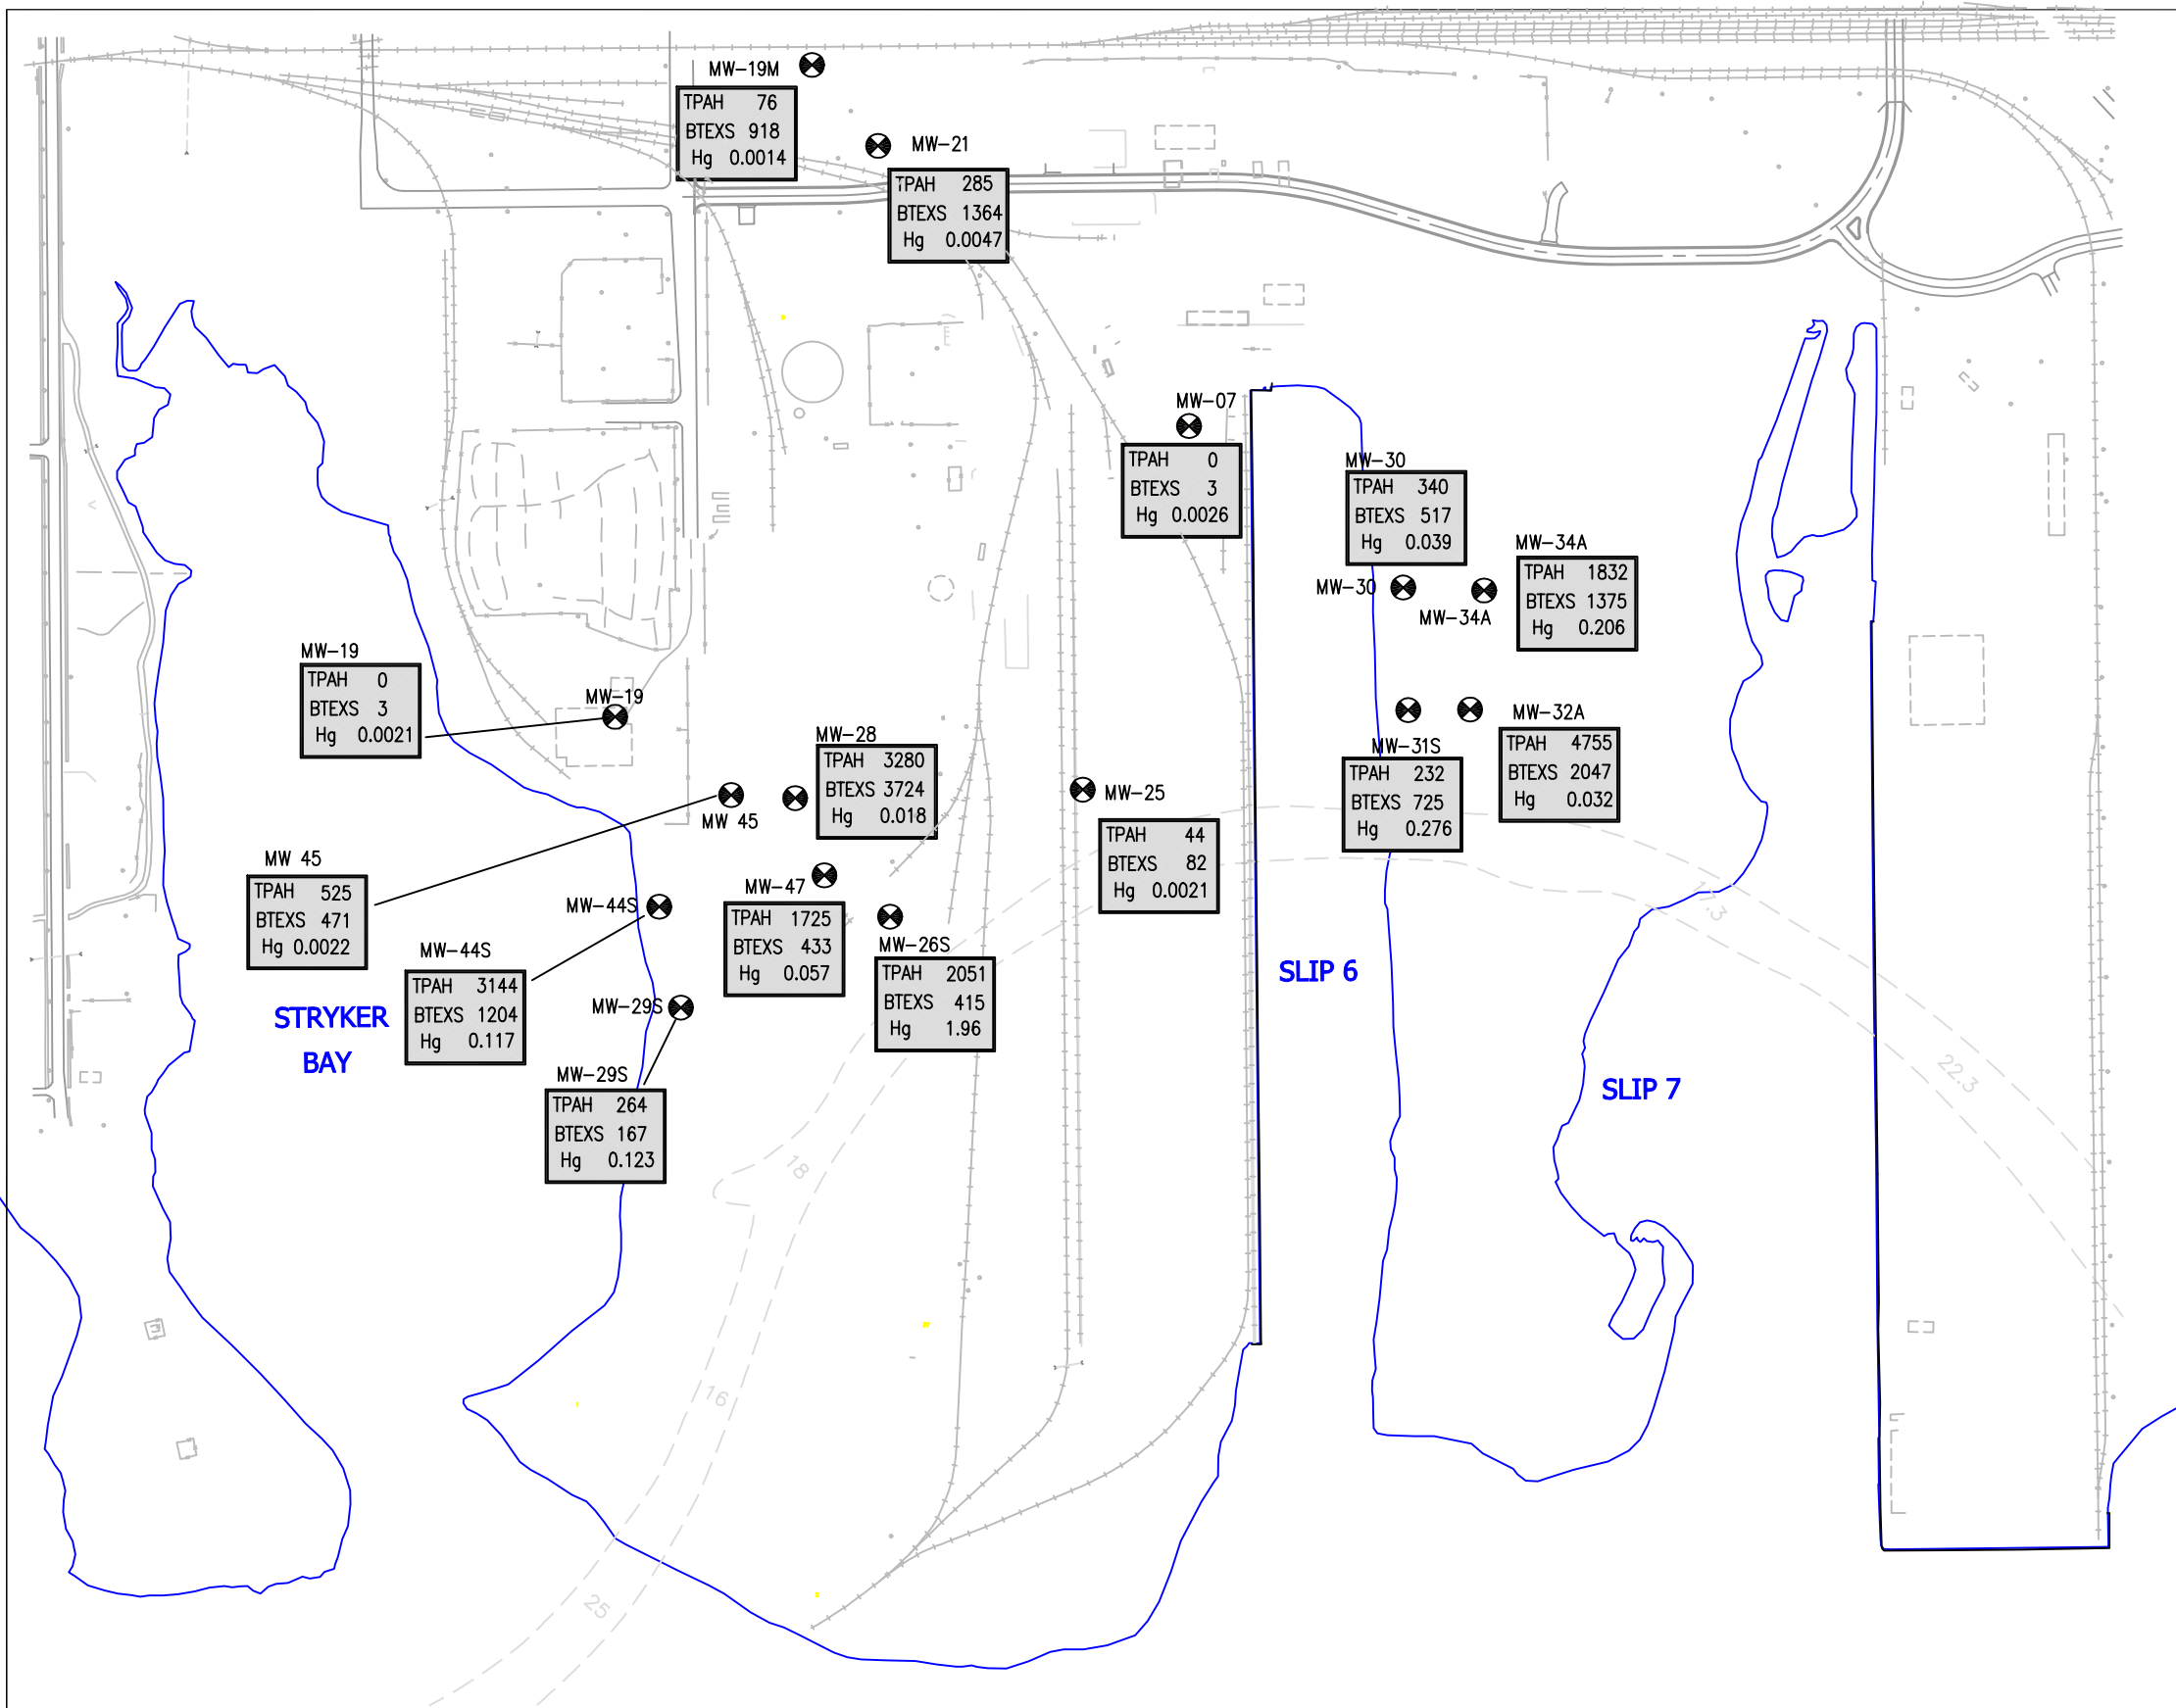 MW-19M
TPAH 76
BTEXS 918
Hg 0.0014
MW-21
TPAH 285
BTEXS 1364
Hg 0.0047
MW-07
TPAH 0
BTEXS 3
Hg 0.0026
MW-30
TPAH 340
BTEXS 517
Hg 0.039
MW-30
MW-34A
TPAH 1832
BTEXS 1375
Hg 0.206
MW-34A
MW-19
TPAH 0
BTEXS 3
Hg 0.0021
MW-19
MW-28
TPAH 3280
BTEXS 3724
Hg 0.018
MW 45
MW-25
TPAH 44
BTEXS 82
Hg 0.0021
MW-31S
TPAH 232
BTEXS 725
Hg 0.276
MW-32A
TPAH 4755
BTEXS 2047
Hg 0.032
MW 45
TPAH 525
BTEXS 471
Hg 0.0022
MW-44S
MW-47
TPAH 1725
BTEXS 433
Hg 0.057
17.3
MW-44S
TPAH 3144
BTEXS 1204
Hg 0.117
MW-26S
TPAH 2051
BTEXS 415
Hg 1.96
SLIP 6
STRYKER
BAY
MW-29S
MW-29S
TPAH 264
BTEXS 167
Hg 0.123
SLIP 7
22.3
18
16
25